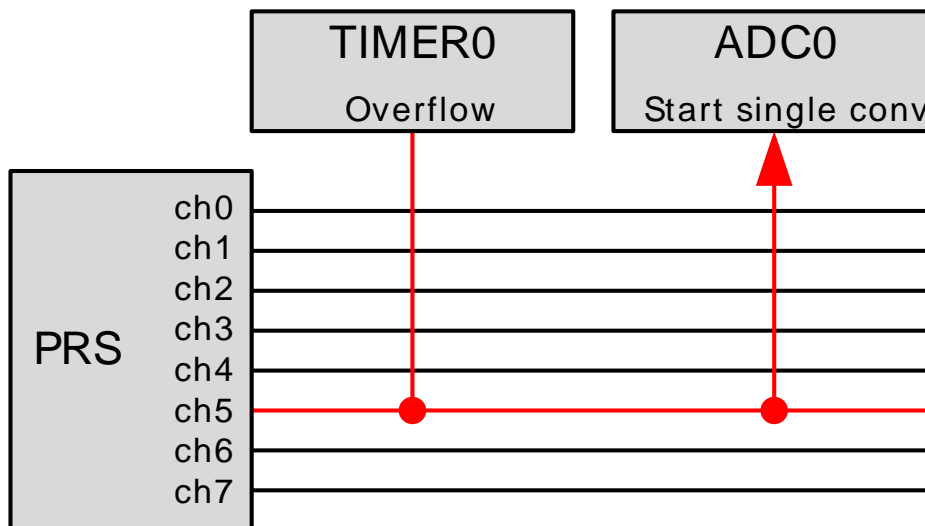 TIMER0
Overflow
ADC0
Start single conv
PRS
ch0
ch1
ch2
ch3
ch4
ch5
ch6
ch7